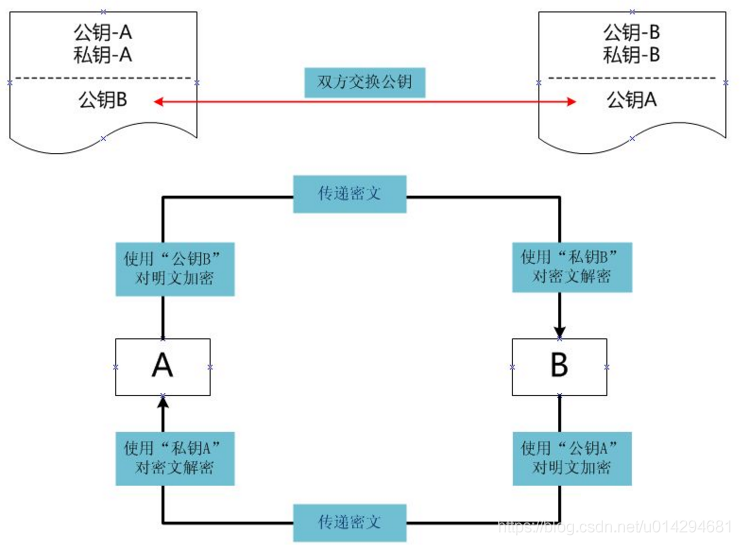 公钥-A
私钥-A
公钥B
双方交换公钥
公钥-B
私钥-B
公钥A
传递密文
使用“公钥B”
对明文加密
使用“私钥B”
对密文解密
A
B
使用“私钥A”
对密文解密
使用“公钥A”
对明文加密
传递密文
https://blog.csdn.net/u014294681